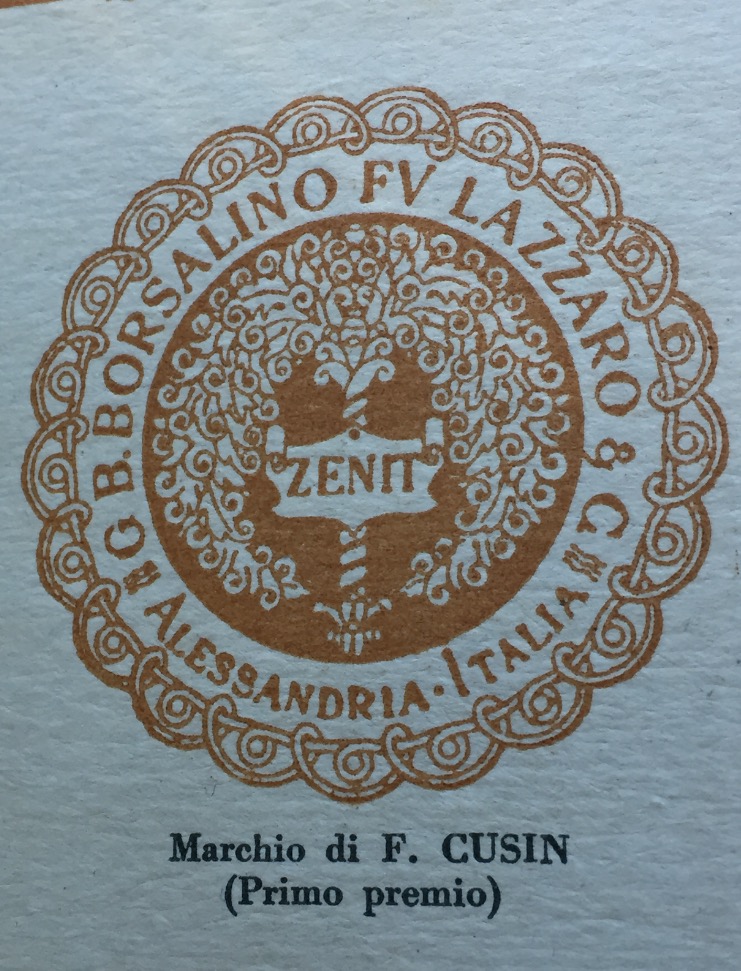 G. B. BORSALINO FV LAZZARO & C.
ZENIT
ALESSANDRIA · ITALIA
Marchio di F. CUSIN
(Primo premio)